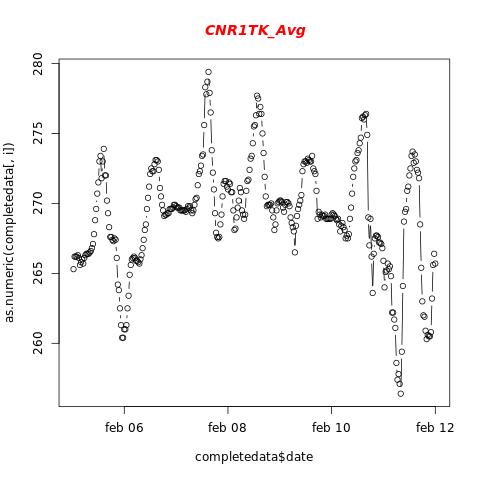 CNR1TK_Avg
as.numeric(completedata[, i])
280
275
270
265
260
feb 06 feb 08 feb 10 feb 12
completedata$date